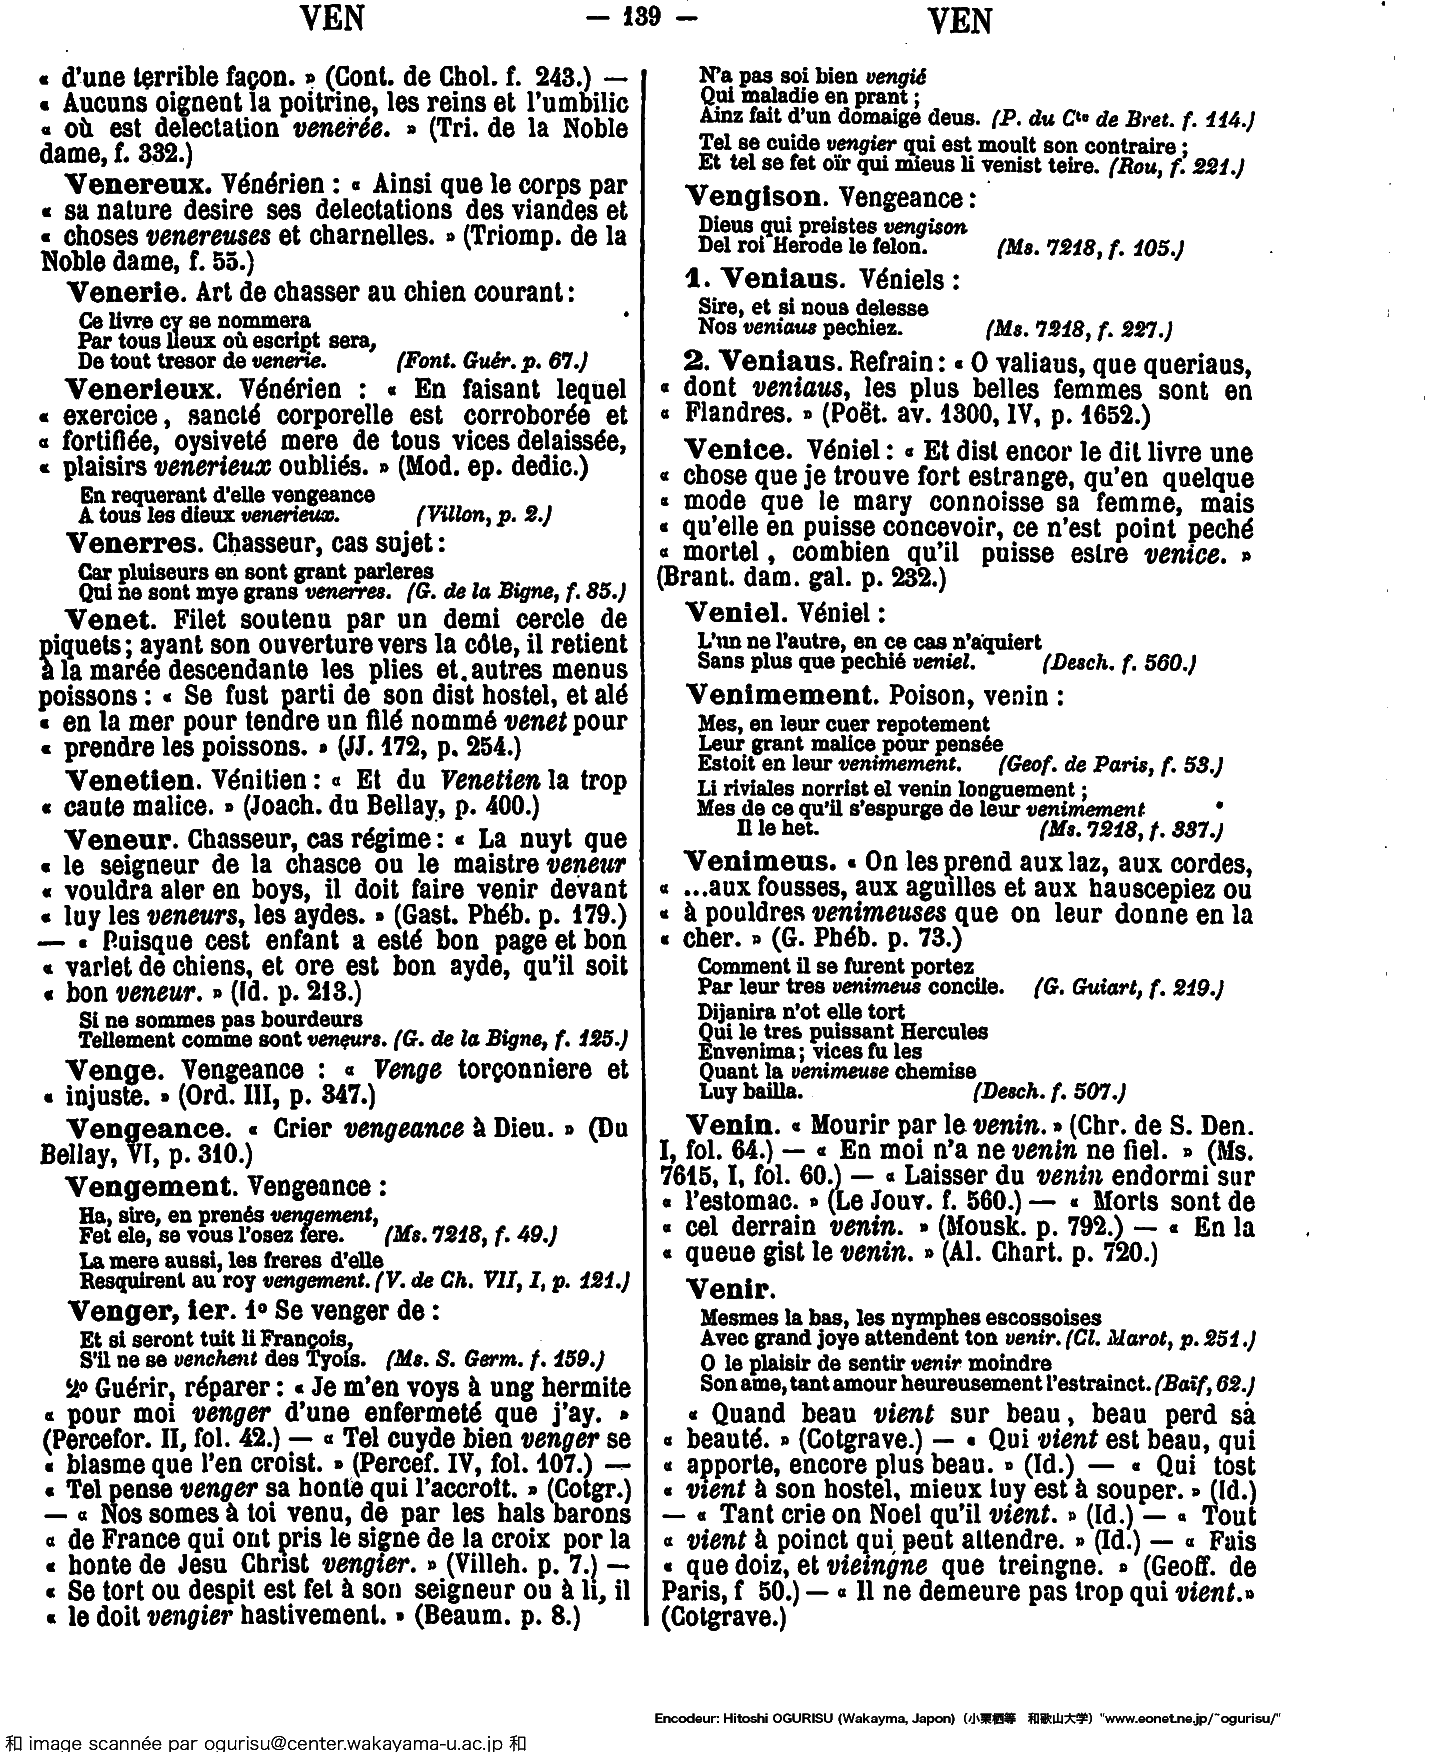 VEN — 139 — VEN
« d'une terrible façon. » (Cont. de Chol. f. 243.) —
« Aucuns oignent la poitrine, les reins et l'umbilic
« où est delectation venerée. » (Tri. de la Noble
dame, f. 332.)
Venereux. Vénérien : « Ainsi que le corps par
« sa nature desire ses delectations des viandes et
« choses venereuses et charnelles. » (Triomp. de la
Noble dame, f. 55.)
Venerie. Art de chasser au chien courant :
Ce livre cy se nommera
Par tous lieux où escript sera,
De tout tresor de venerie. (Font. Guér. p. 67.)
Venerieux. Vénérien : « En faisant lequel
« exercice, sancté corporelle est corroborée et
« fortifiée, oysiveté mere de tous vices delaissée,
« plaisirs venerieux oubliés. » (Mod. ep. dedic.)
En requerant d'elle vengeance
A tous les dieux venerieux. (Villon, p. 2.)
Venerres. Chasseur, cas sujet :
Car pluiseurs en sont grant parleres
Qui ne sont mye grans venerres. (G. de la Bigne, f. 85.)
Venet. Filet soutenu par un demi cercle de
piquets ; ayant son ouverture vers la côte, il retient
à la marée descendante les plies et autres menus
poissons : « Se fust parti de son dist hostel, et alé
« en la mer pour tendre un filé nommé venet pour
« prendre les poissons. » (JJ. 172, p. 254.)
Venetien. Vénitien : « Et du Venetien la trop
« caute malice. » (Joach. du Bellay, p. 400.)
Veneur. Chasseur, cas régime : « La nuyt que
« le seigneur de la chasce ou le maistre veneur
« vouldra aler en boys, il doit faire venir devant
« luy les veneurs, les aydes. » (Gast. Phéb. p. 179.)
— « Puisque cest enfant a esté bon page et bon
« varlet de chiens, et ore est bon ayde, qu'il soit
« bon veneur. » (Id. p. 213.)
Si ne sommes pas bourdeurs
Tellement comme sont veneurs. (G. de la Bigne, f. 125.)
Venge. Vengeance : « Venge torçonniere et
« injuste. » (Ord. III, p. 347.)
Vengeance. « Crier vengeance à Dieu. » (Du
Bellay, VI, p. 310.)
Vengement. Vengeance :
Ha, sire, en prenés vengement,
Fet ele, se vous l'osez fere. (Ms. 7218, f. 49.)
La mere aussi, les freres d'elle
Resquirent au roy vengement. (V. de Ch. VII, I, p. 121.)
Venger, ier. 1º Se venger de :
Et si seront tuit li François,
S'il ne se venchent des Tyois. (Ms. S. Germ. f. 159.)
2º Guérir, réparer : « Je m'en voys à ung hermite
« pour moi venger d'une enfermeté que j'ay. »
(Percefor. II, fol. 42.) — « Tel cuyde bien venger se
« blasme que l'en croist. » (Percef. IV, fol. 107.) —
« Tel pense venger sa honte qui l'accroît. » (Cotgr.)
— « Nos somes à toi venu, de par les hals barons
« de France qui ont pris le signe de la croix por la
« honte de Jesu Christ vengier. » (Villeh. p. 7.) —
« Se tort ou despit est fet à son seigneur ou à li, il
« le doit vengier hastivement. » (Beaum. p. 8.)
N'a pas soi bien vengié
Qui maladie en prant ;
Ainz fait d'un domaige deus. (P. du Cte de Bret. f. 114.)
Tel se cuide vengier qui est moult son contraire ;
Et tel se fet oïr qui mieus li venist teire. (Rou, f. 221.)
Vengison. Vengeance :
Dieus qui preistes vengison
Del roi Herode le felon. (Ms. 7218, f. 105.)
1. Veniaus. Véniels :
Sire, et si nous delesse
Nos veniaus pechiez. (Ms. 7218, f. 227.)
2. Veniaus. Refrain : « O valiaus, que queriaus,
« dont veniaus, les plus belles femmes sont en
« Flandres. » (Poët. av. 1300, IV, p. 1652.)
Venice. Véniel : « Et dist encor le dit livre une
« chose que je trouve fort estrange, qu'en quelque
« mode que le mary connoisse sa femme, mais
« qu'elle en puisse concevoir, ce n'est point peché
« mortel, combien qu'il puisse estre venice. »
(Brant. dam. gal. p. 232.)
Veniel. Véniel :
L'un ne l'autre, en ce cas n'aquiert
Sans plus que pechié veniel. (Desch. f. 560.)
Venimement. Poison, venin :
Mes, en leur cuer repotement
Leur grant malice pour pensée
Estoit en leur venimement. (Geof. de Paris, f. 53.)
Li riviales norrist el venin longuement ;
Mes de ce qu'il s'espurge de leur venimement
Il le het. (Ms. 7218, f. 337.)
Venimeus. « On les prend aux laz, aux cordes,
« ...aux fousses, aux aguilles et aux hauscepiez ou
« à pouldres venimeuses que on leur donne en la
« cher. » (G. Phéb. p. 73.)
Comment il se furent portez
Par leur tres venimeus concile. (G. Guiart, f. 219.)
Dijanira n'ot elle tort
Qui le tres puissant Hercules
Envenima ; vices fu les
Quant la venimeuse chemise
Luy bailla. (Desch. f. 507.)
Venin. « Mourir par le venin. » (Chr. de S. Den.
I, fol. 64.) — « En moi n'a ne venin ne fiel. » (Ms.
7615, I, fol. 60.) — « Laisser du venin endormi sur
« l'estomac. » (Le Jouv. f. 560.) — « Morts sont de
« cel derrain venin. » (Mousk. p. 792.) — « En la
« queue gist le venin. » (Al. Chart. p. 720.)
Venir.
Mesmes la bas, les nymphes escossoises
Avec grand joye attendent ton venir. (Cl. Marot, p. 251.)
O le plaisir de sentir venir moindre
Son ame, tant amour heureusement l'estrainct. (Baïf, 62.)
« Quand beau vient sur beau, beau perd sa
« beauté. » (Cotgrave.) — « Qui vient est beau, qui
« apporte, encore plus beau. » (Id.) — « Qui tost
« vient à son hostel, mieux luy est à souper. » (Id.)
— « Tant crie on Noel qu'il vient. » (Id.) — « Tout
« vient à poinct qui peut attendre. » (Id.) — « Fais
« que doiz, et vieingne que treingne. » (Geoff. de
Paris, f 50.) — « Il ne demeure pas trop qui vient. »
(Cotgrave.)
Encodeur: Hitoshi OGURISU (Wakayma, Japon) (小栗栖等 和歌山大学) "www.eonet.ne.jp/~ogurisu/"
和 image scannée par ogurisu@center.wakayama-u.ac.jp 和